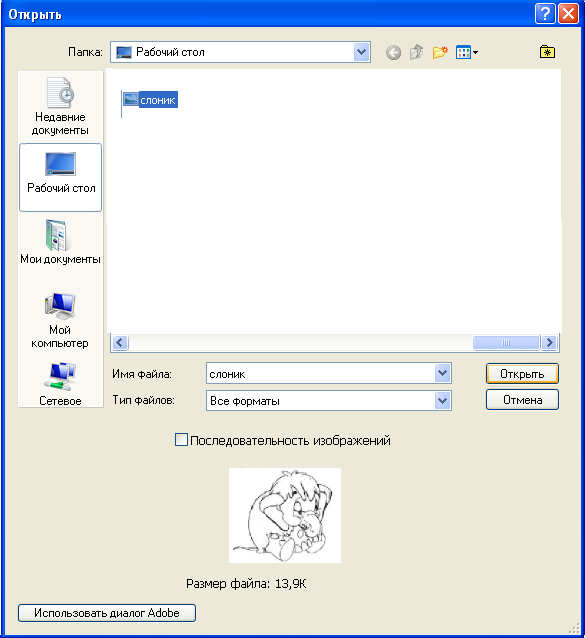 Открыть
Папка: Рабочий стол
слоник
Недавние
документы
Рабочий стол
Мои документы
Мой
компьютер
Сетевое
Имя файла: слоник Открыть
Тип файлов: Все форматы Отмена
Последовательность изображений
Размер файла: 13,9K
Использовать диалог Adobe